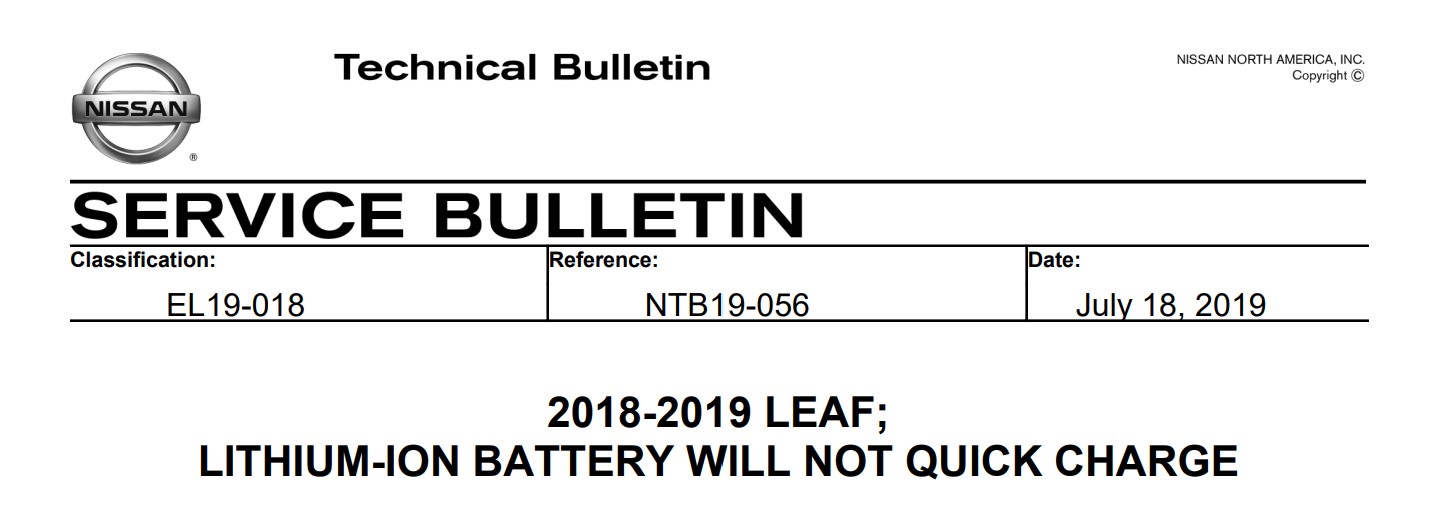 Technical Bulletin
NISSAN NORTH AMERICA, INC.
Copyright ©
NISSAN
®
SERVICE BULLETIN
Classification:
EL19-018
Reference:
NTB19-056
Date:
July 18, 2019
2018-2019 LEAF;
LITHIUM-ION BATTERY WILL NOT QUICK CHARGE